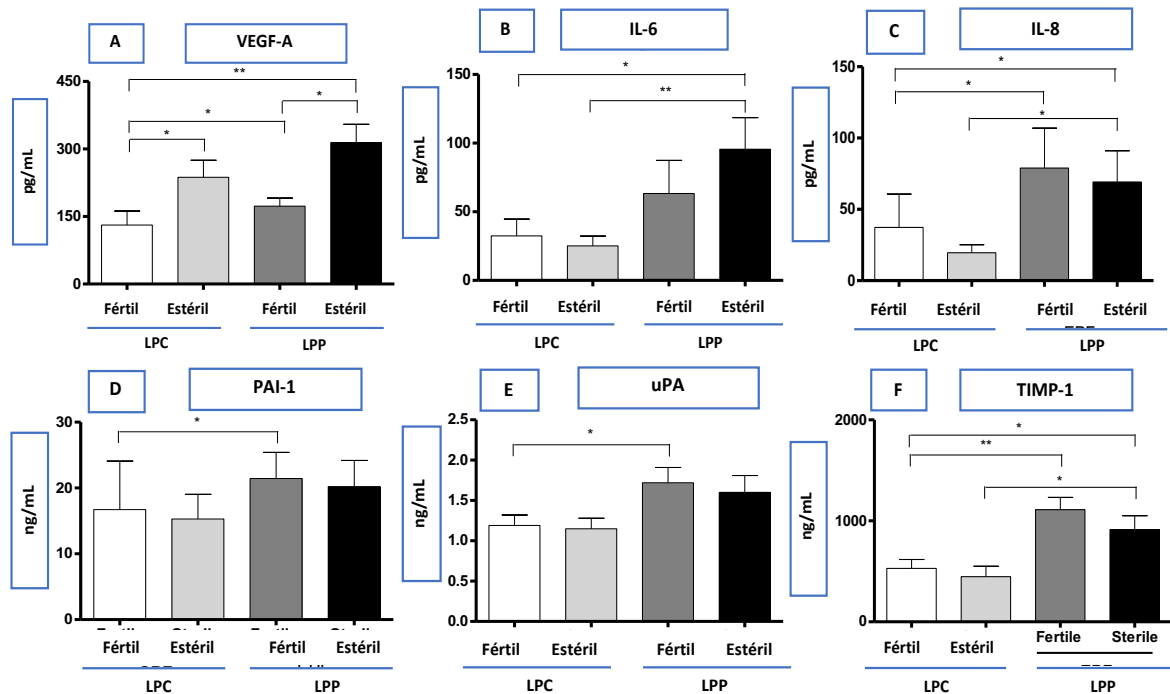 A
VEGF-A
450
300
150
0
pg/mL
**
*
*
*
Fértil
Estéril
Fértil
Estéril
LPC
LPP
B
IL-6
150
100
50
0
pg/mL
*
**
Fértil
Estéril
Fértil
Estéril
LPC
LPP
C
IL-8
150
100
50
0
pg/mL
*
*
*
Fértil
Estéril
Fértil
Estéril
LPC
LPP
D
PAI-1
30
20
10
0
ng/mL
*
Fértil
Estéril
Fértil
Estéril
LPC
LPP
E
uPA
2.5
2.0
1.5
1.0
0.5
0.0
ng/mL
*
Fértil
Estéril
Fértil
Estéril
LPC
LPP
F
TIMP-1
2000
1000
0
ng/mL
*
**
*
Fértil
Estéril
Fertile
Sterile
LPC
LPP